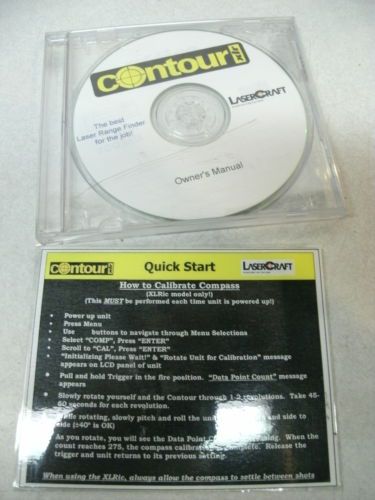 contour
XLR
The best
Laser Range Finder
for the job!
LASERCRAFT
Owner's Manual
contour
Quick Start
LASERCRAFT
How to Calibrate Compass
(XLRic model only!)
(This MUST be performed each time unit is powered up!)
• Power up unit
• Press Menu
• Use buttons to navigate through Menu Selections
• Select "COMP", Press "ENTER"
• Scroll to "CAL", Press "ENTER"
• "Initializing Please Wait!" & "Rotate Unit for Calibration" message
appears on LCD panel of unit
• Pull and hold Trigger in the fire position. "Data Point Count" message
appears
• Slowly rotate yourself and the Contour through 1-2 revolutions. Take 45-
60 seconds for each revolution.
While rotating, slowly pitch and roll the unit and side to
side (±40° is OK)
As you rotate, you will see the Data Point When the
count reaches 275, the compass calibration complete. Release the
trigger and unit returns to its previous setting.
When using the XLRic, always allow the compass to settle between shots